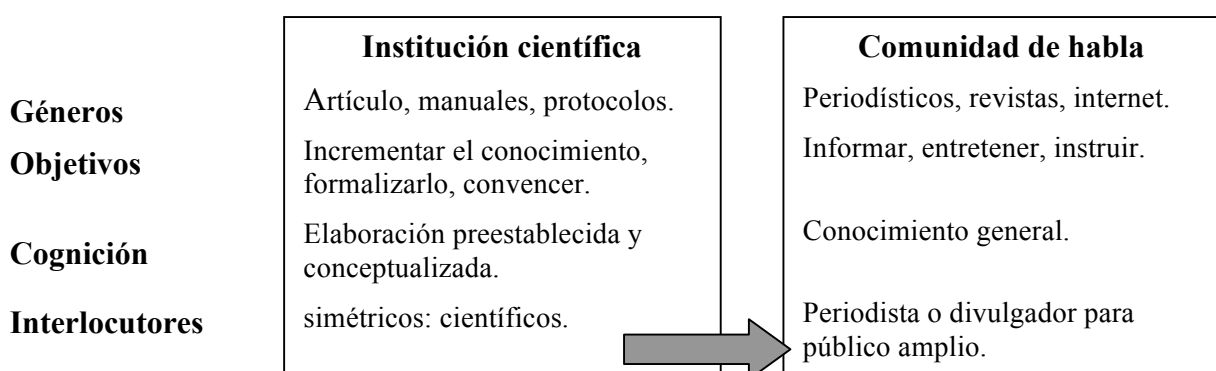 Institución científica
Comunidad de habla
Géneros
Artículo, manuales, protocolos.
Periodísticos, revistas, internet.
Objetivos
Incrementar el conocimiento,
formalizarlo, convencer.
Informar, entretener, instruir.
Cognición
Elaboración preestablecida y
conceptualizada.
Conocimiento general.
Interlocutores
simétricos: científicos.
Periodista o divulgador para
público amplio.